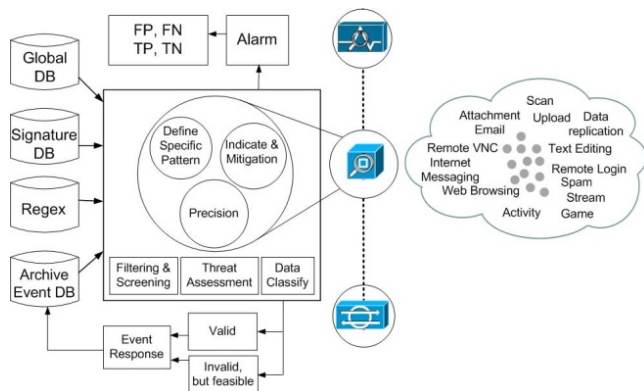 FP, FN
TP, TN
Alarm
Global
DB
Signature
DB
Regex
Archive
Event DB
Define
Specific
Pattern
Indicate &
Mitigation
Precision
Filtering &
Screening
Threat
Assessment
Data
Classify
Event
Response
Valid
Invalid,
but feasible
Scan
Attachment
Upload
Data
Email
replication
Remote VNC
Text Editing
Internet
Messaging
Remote Login
Web Browsing
Spam
Stream
Activity
Game